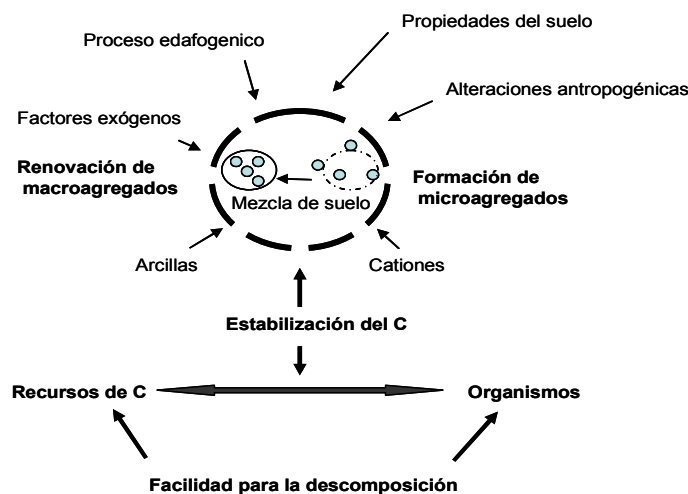 Propiedades del suelo
Proceso edafogenico
Alteraciones antropogénicas
Factores exógenos
Renovación de
macroagregados
Formación de
microagregados
Mezcla de suelo
Arcillas
Cationes
Estabilización del C
Recursos de C
Organismos
Facilidad para la descomposición